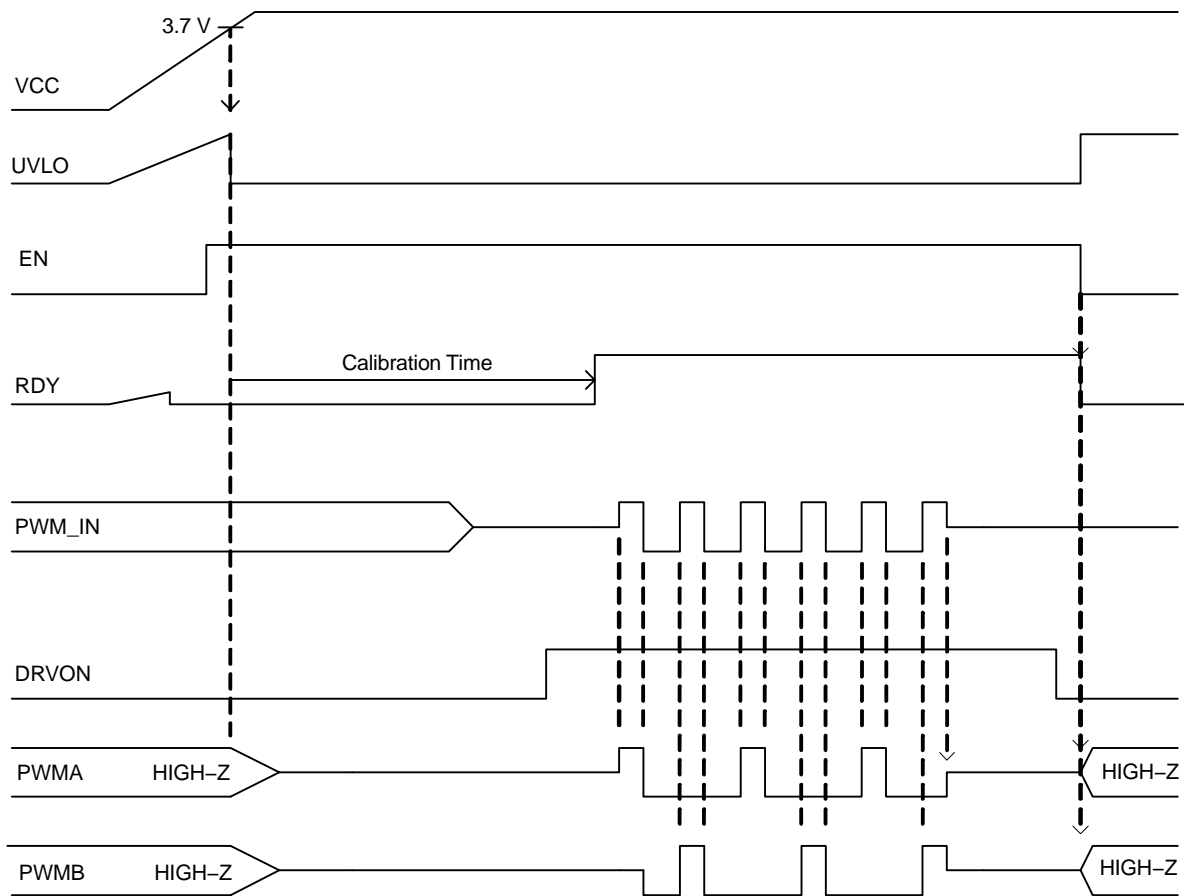 3.7 V
VCC
UVLO
EN
Calibration Time
RDY
PWM_IN
DRVON
PWMA HIGH–Z HIGH–Z
PWMB HIGH–Z HIGH–Z